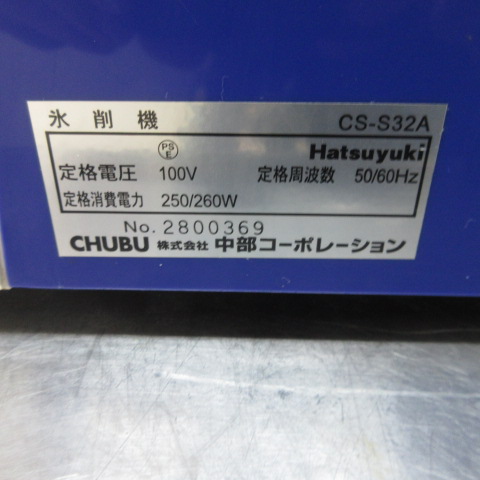 氷削機 CS-S32A
PS E Hatsuyuki
定格電圧 100V 定格周波数 50/60Hz
定格消費電力 250/260W
No. 2800369
CHUBU 株式会社 中部コーポレーション